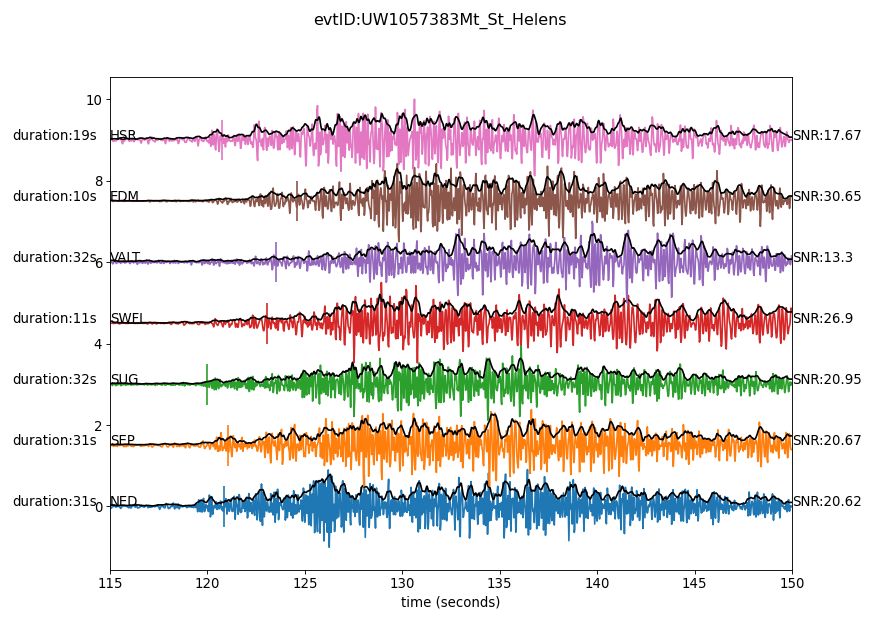 evtID:UW1057383Mt_St_Helens
10
duration:19s HSR SNR:17.67
8
duration:10s EDM SNR:30.65
duration:32s VALT SNR:13.3
6
duration:11s SWFL SNR:26.9
4
duration:32s SUG SNR:20.95
2
duration:31s SEP SNR:20.67
duration:31s NED SNR:20.62
0
115 120 125 130 135 140 145 150
time (seconds)